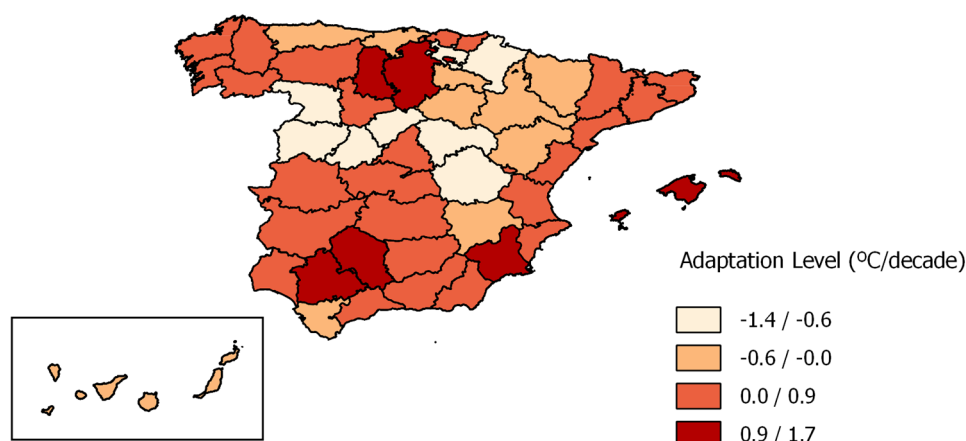 Adaptation Level (ºC/decade)
-1.4 / -0.6
-0.6 / -0.0
0.0 / 0.9
0.9 / 1.7